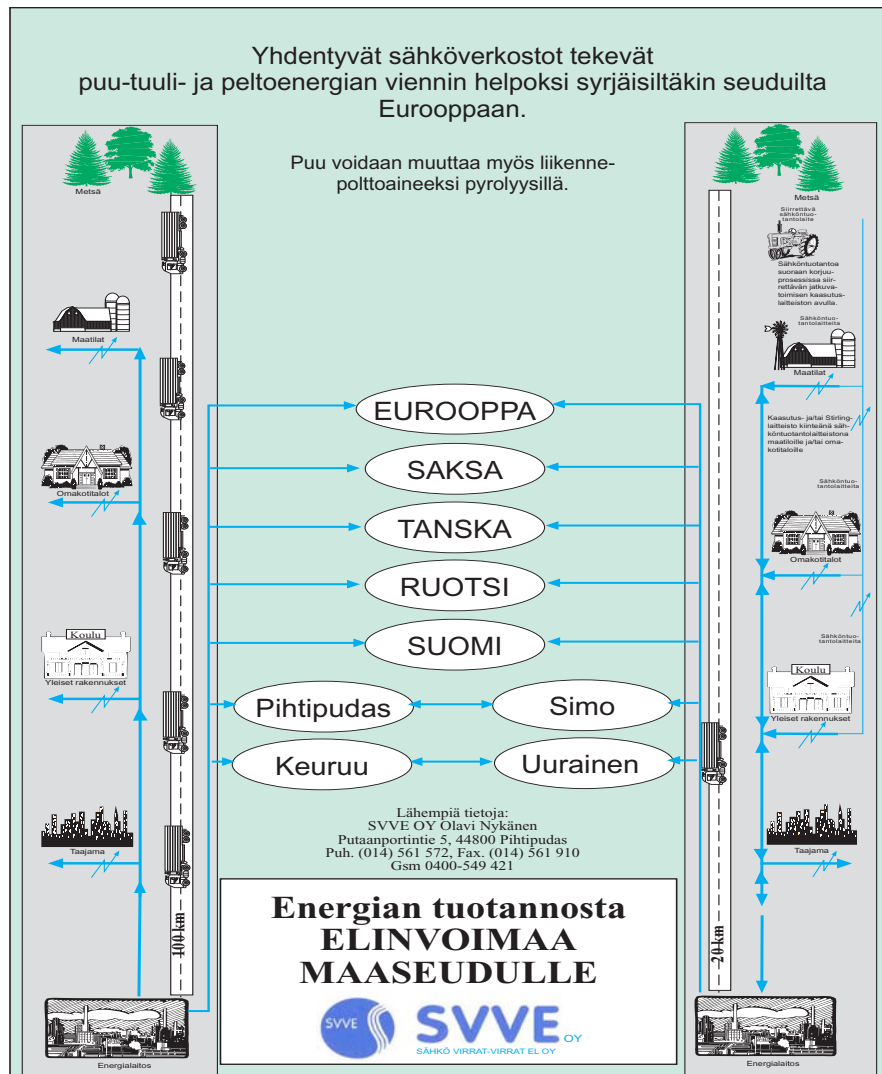 Yhdentyvät sähköverkostot tekevät
puu-tuuli- ja peltoenergian viennin helpoksi syrjäisiltäkin seuduilta
Eurooppaan.
Puu voidaan muuttaa myös liikenne-
polttoaineeksi pyrolyysillä.
Metsä
Maatilat
Omakotitalot
Koulu
Yleiset rakennukset
Taajama
100 km
Energialaitos
EUROOPPA
SAKSA
TANSKA
RUOTSI
SUOMI
Pihtipudas
Simo
Keuruu
Uurainen
Lähempiä tietoja:
SVVE OY Olavi Nykänen
Putaanportintie 5, 44800 Pihtipudas
Puh. (014) 561 572, Fax. (014) 561 910
Gsm 0400-549 421
Energian tuotannosta
ELINVOIMAA
MAASEUDULLE
SVVE
SVVE OY
SÄHKÖ VIRRAT-VIRRAT EL OY
Metsä
Siirrettävä
sähköntuo-
tantolaite
Sähköntuotantoa
suoraan korjuu-
prosessissa siir-
rettävän jatkuva-
toimisen kaasutus-
laitteiston avulla.
Sähköntuo-
tantolaitteita
Maatilat
Kaasutus- ja/tai Stirling-
laitteisto kiinteänä säh-
köntuotantolaitteistona
maatiloille ja/tai oma-
kotitaloille
Sähköntuo-
tantolaitteita
Omakotitalot
Sähköntuo-
tantolaitteita
Koulu
Yleiset rakennukset
Taajama
20 km
Energialaitos